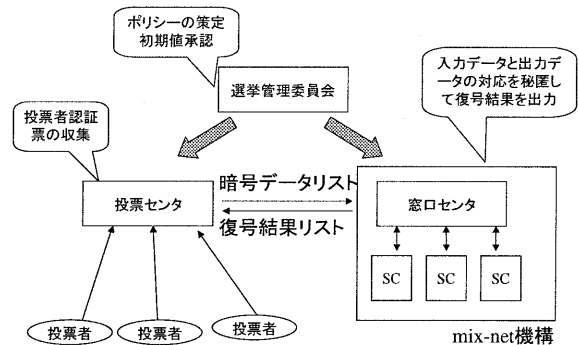 ポリシーの策定
初期値承認
選挙管理委員会
入力データと出力デ
ータの対応を秘匿し
て復号結果を出力
投票者認証
票の収集
投票センタ
暗号データリスト
復号結果リスト
窓口センタ
SC
SC
SC
投票者
投票者
投票者
mix-net機構